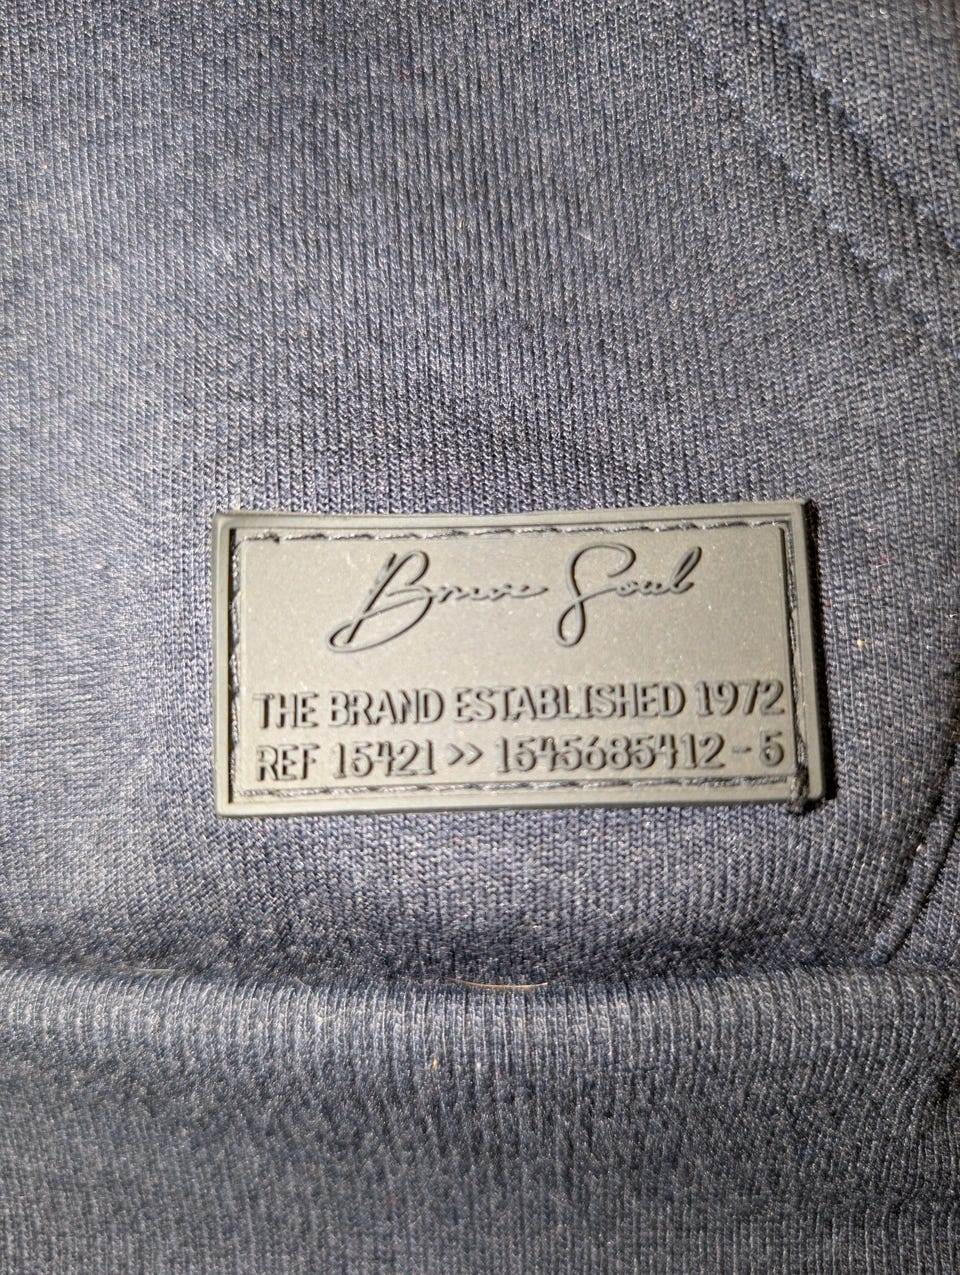 Brave Soul
THE BRAND ESTABLISHED 1972
REF 15421 >> 1545685412 - 5